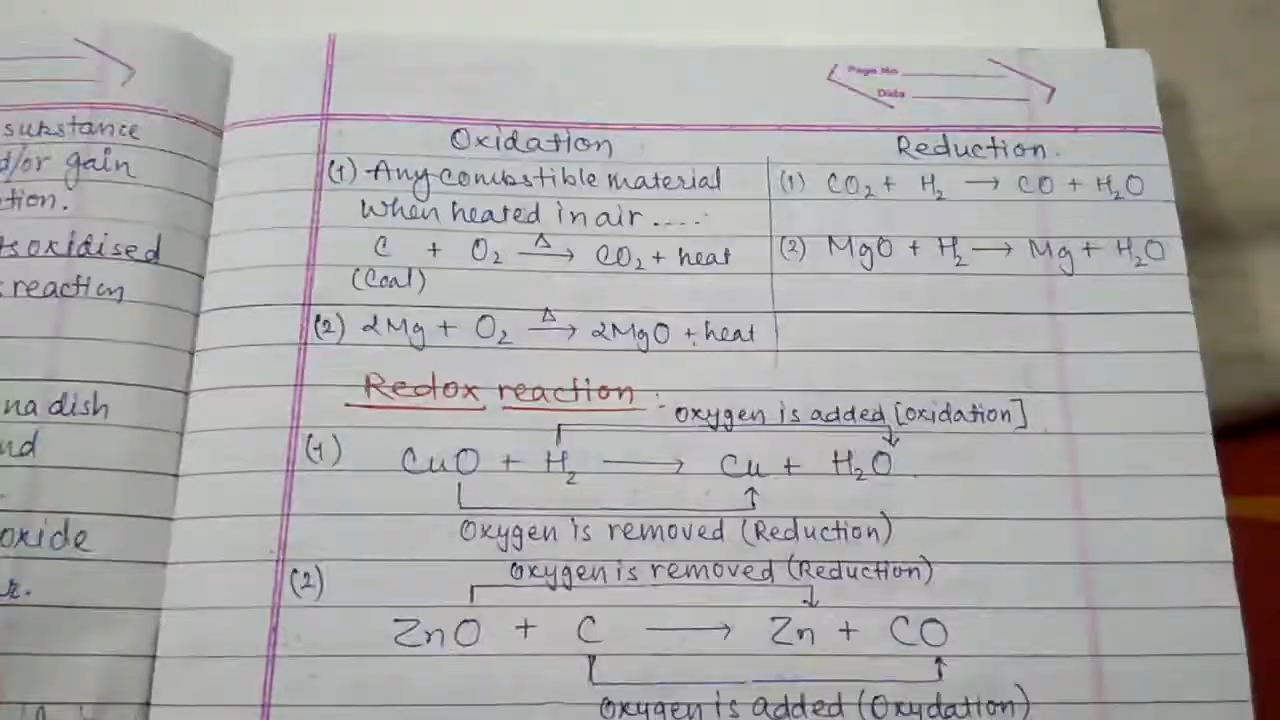 substance
d/or gain
tion.
ts oxidised
s reaction
na dish
nd
oxide
Page No
Date
Oxidation
(1) Any combstible material
when heated in air .....
C + O₂ —Δ→ CO₂ + heat
(Coal)
(2) 2Mg + O₂ —Δ→ 2MgO + heat
Reduction.
(1) CO₂ + H₂ → CO + H₂O
(2) MgO + H₂ → Mg + H₂O
Redox reaction :-
Oxygen is added [Oxidation]
(1) CuO + H₂ → Cu + H₂O
Oxygen is removed (Reduction)
(2) Oxygen is removed (Reduction)
ZnO + C → Zn + CO
Oxygen is added (Oxydation)